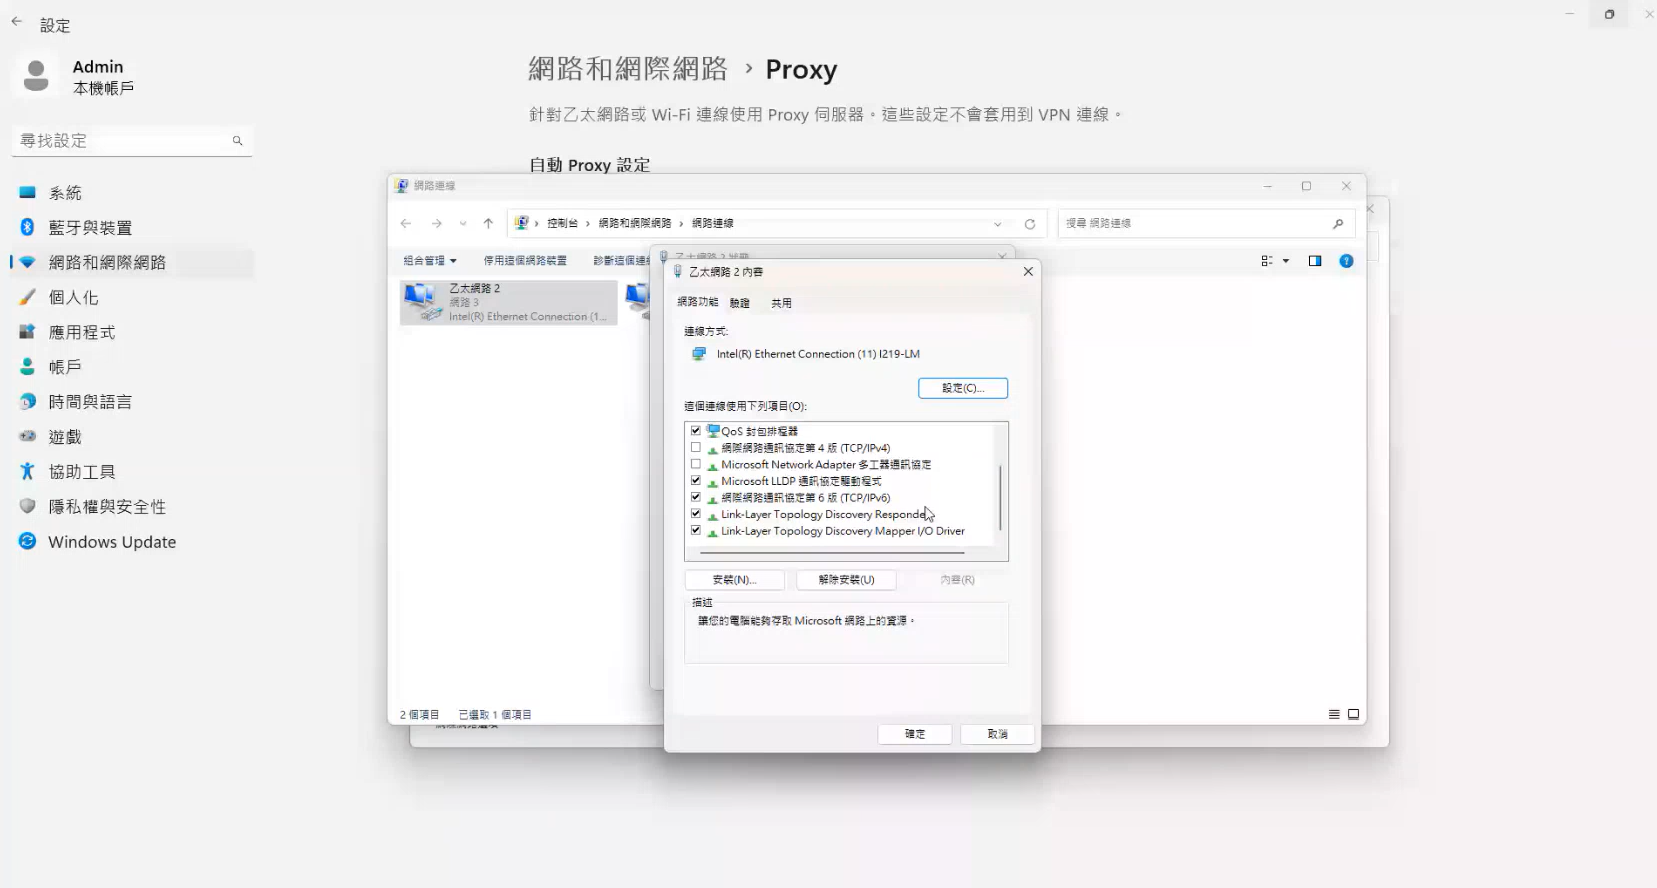 設定
Admin
本機帳戶
尋找設定
系統
藍牙與裝置
網路和網際網路
個人化
應用程式
帳戶
時間與語言
遊戲
協助工具
隱私權與安全性
Windows Update
網路和網際網路 › Proxy
針對乙太網路或 Wi-Fi 連線使用 Proxy 伺服器。這些設定不會套用到 VPN 連線。
自動 Proxy 設定
網路連線
控制台 › 網路和網際網路 › 網路連線
搜尋 網路連線
組合管理 停用這個網路裝置 診斷這個連
乙太網路 2
網路 3
Intel(R) Ethernet Connection (1...
2 個項目 已選取 1 個項目
乙太網路 2 內容
網路功能 驗證 共用
連線方式:
Intel(R) Ethernet Connection (11) I219-LM
設定(C)...
這個連線使用下列項目(O):
QoS 封包排程器
網際網路通訊協定第 4 版 (TCP/IPv4)
Microsoft Network Adapter 多工器通訊協定
Microsoft LLDP 通訊協定驅動程式
網際網路通訊協定第 6 版 (TCP/IPv6)
Link-Layer Topology Discovery Responde
Link-Layer Topology Discovery Mapper I/O Driver
安裝(N)... 解除安裝(U) 內容(R)
描述
讓您的電腦能夠存取 Microsoft 網路上的資源。
確定 取消